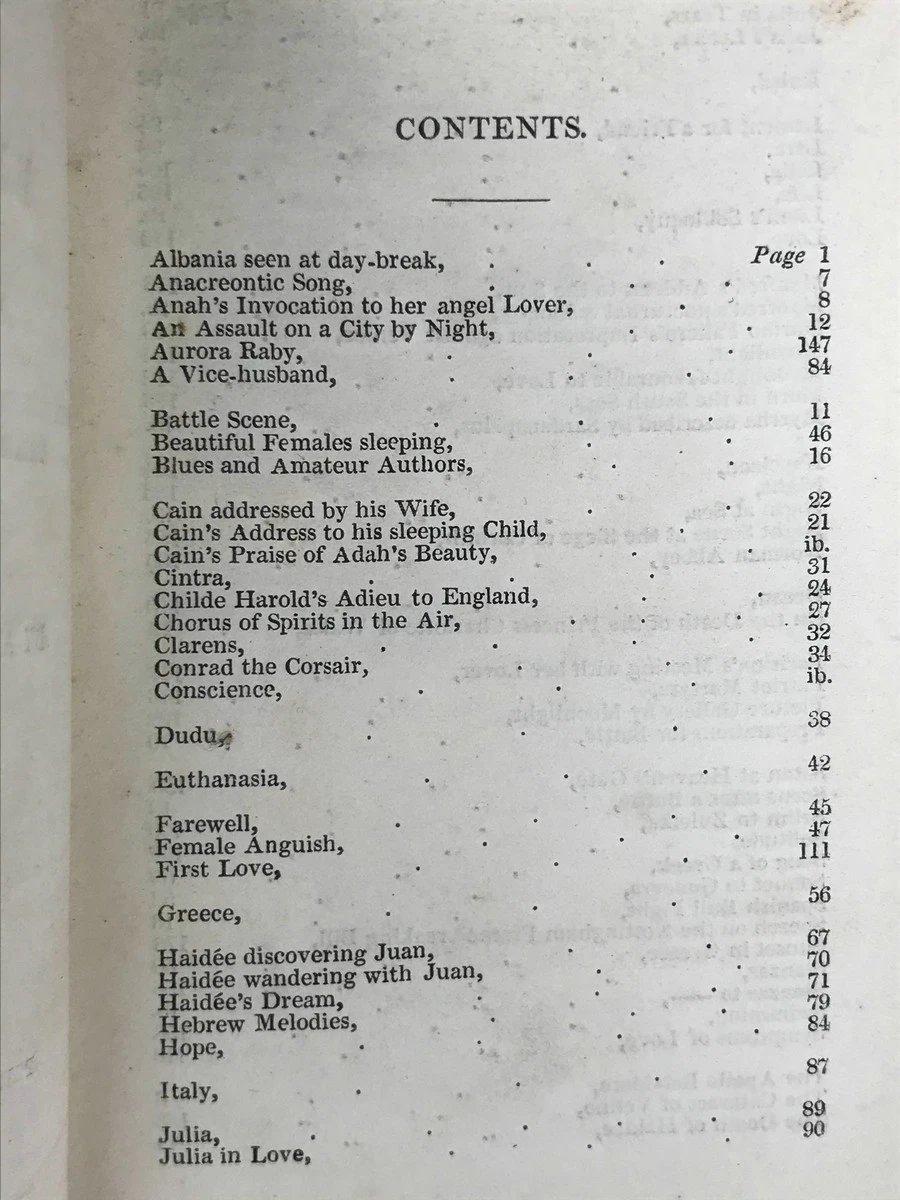 CONTENTS.
Albania seen at day-break, . . . Page 1
Anacreontic Song, . . . 7
Anah's Invocation to her angel Lover, . 8
An Assault on a City by Night, . . 12
Aurora Raby, . . . 147
A Vice-husband, . . . 84
Battle Scene, . . . 11
Beautiful Females sleeping, . . 46
Blues and Amateur Authors, . . 16
Cain addressed by his Wife, . . 22
Cain's Address to his sleeping Child, . . 21
Cain's Praise of Adah's Beauty, . . ib.
Cintra, . . . 31
Childe Harold's Adieu to England, . . 24
Chorus of Spirits in the Air, . . . 27
Clarens, . . . . 32
Conrad the Corsair, . . . 34
Conscience, . . . ib.
Dudu, . . . 38
Euthanasia, . . . 42
Farewell, . . . 45
Female Anguish, . . . 47
First Love, . . . 111
Greece, . . . 56
Haidée discovering Juan, . . 67
Haidée wandering with Juan, . . 70
Haidée's Dream, . . . 71
Hebrew Melodies, . . . 79
Hope, . . . . 84
Italy, . . . 87
Julia, . . . . 89
Julia in Love, . . . 90